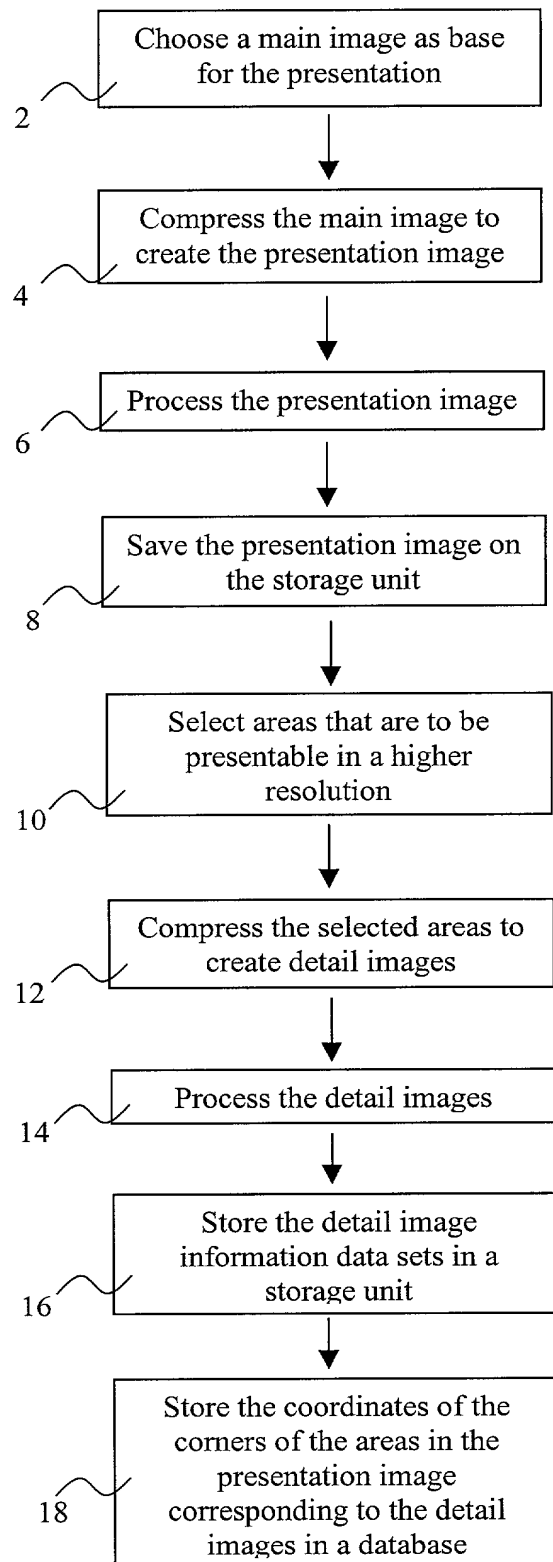 Choose a main image as base
for the presentation
2
Compress the main image to
create the presentation image
4
Process the presentation image
6
Save the presentation image on
the storage unit
8
Select areas that are to be
presentable in a higher
resolution
10
Compress the selected areas to
create detail images
12
Process the detail images
14
Store the detail image
information data sets in a
storage unit
16
Store the coordinates of the
corners of the areas in the
presentation image
corresponding to the detail
images in a database
18